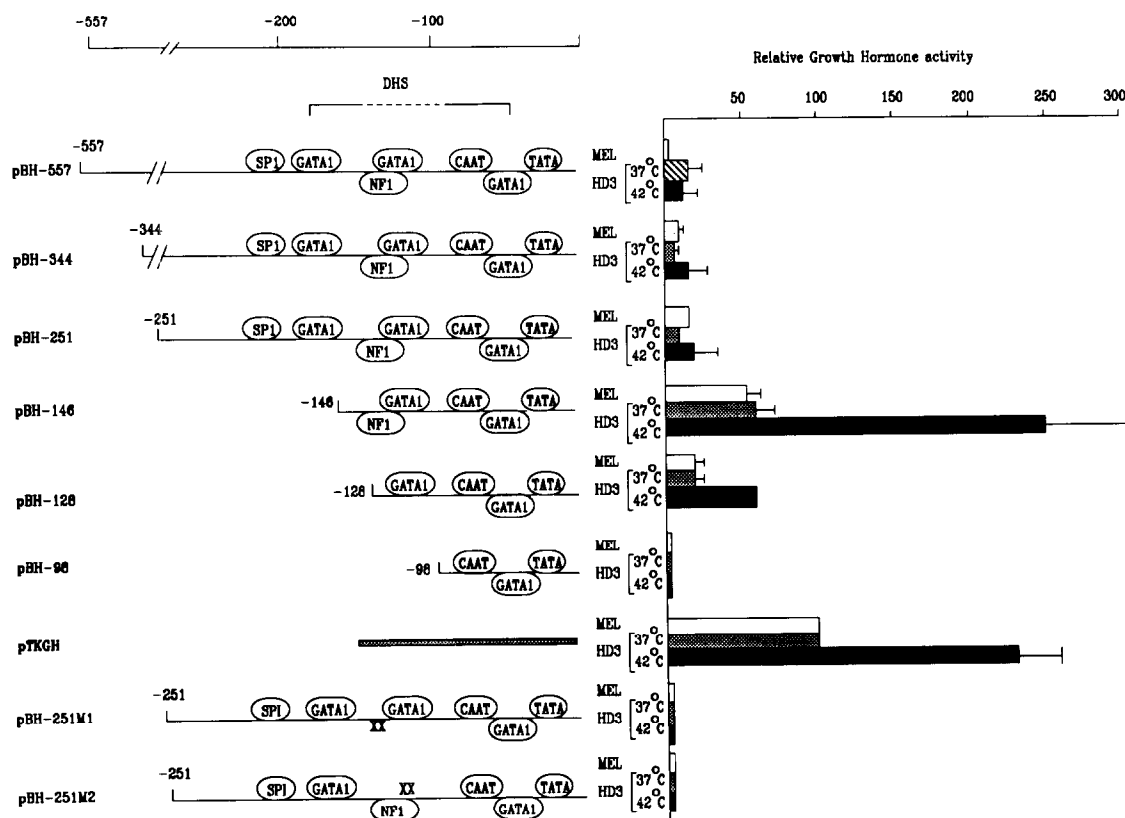 -557 -200 -100
Relative Growth Hormone activity
DHS
50 100 150 200 250 300
-557
pBH-557 SP1 GATA1 GATA1 CAAT TATA
NF1 GATA1
MEL
HD3 37°C
42°C
-344
pBH-344 SP1 GATA1 GATA1 CAAT TATA
NF1 GATA1
MEL
HD3 37°C
42°C
-251
pBH-251 SP1 GATA1 GATA1 CAAT TATA
NF1 GATA1
MEL
HD3 37°C
42°C
pBH-146 -146 GATA1 CAAT TATA
NF1 GATA1
MEL
HD3 37°C
42°C
pBH-128 -128 GATA1 CAAT TATA
GATA1
MEL
HD3 37°C
42°C
pBH-98 -98 CAAT TATA
GATA1
MEL
HD3 37°C
42°C
pTKGH
MEL
HD3 37°C
42°C
-251
pBH-251M1 SPI GATA1 GATA1 CAAT TATA
XX GATA1
MEL
HD3 37°C
42°C
-251
pBH-251M2 SPI GATA1 XX CAAT TATA
NF1 GATA1
MEL
HD3 37°C
42°C